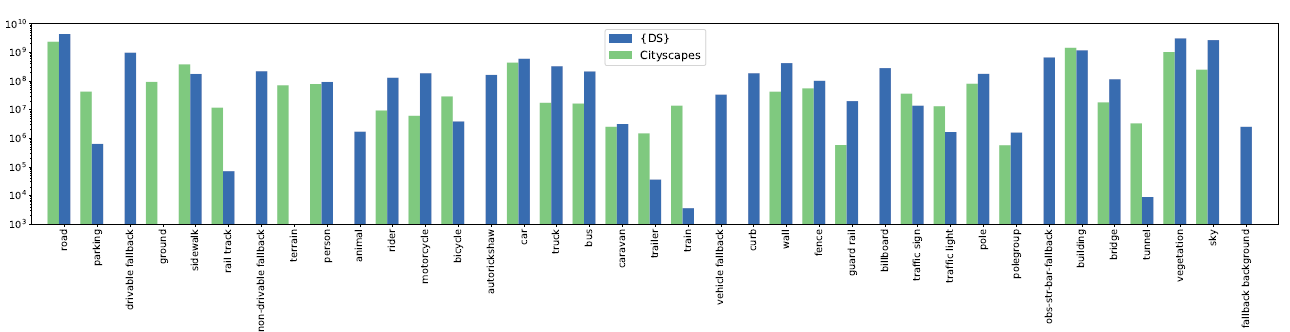 10^10
10^9
10^8
10^7
10^6
10^5
10^4
10^3
{DS}
Cityscapes
road
parking
drivable fallback
ground
sidewalk
rail track
non-drivable fallback
terrain
person
animal
rider
motorcycle
bicycle
autorickshaw
car
truck
bus
caravan
trailer
train
vehicle fallback
curb
wall
fence
guard rail
billboard
traffic sign
traffic light
pole
polegroup
obs-str-bar-fallback
building
bridge
tunnel
vegetation
sky
fallback background